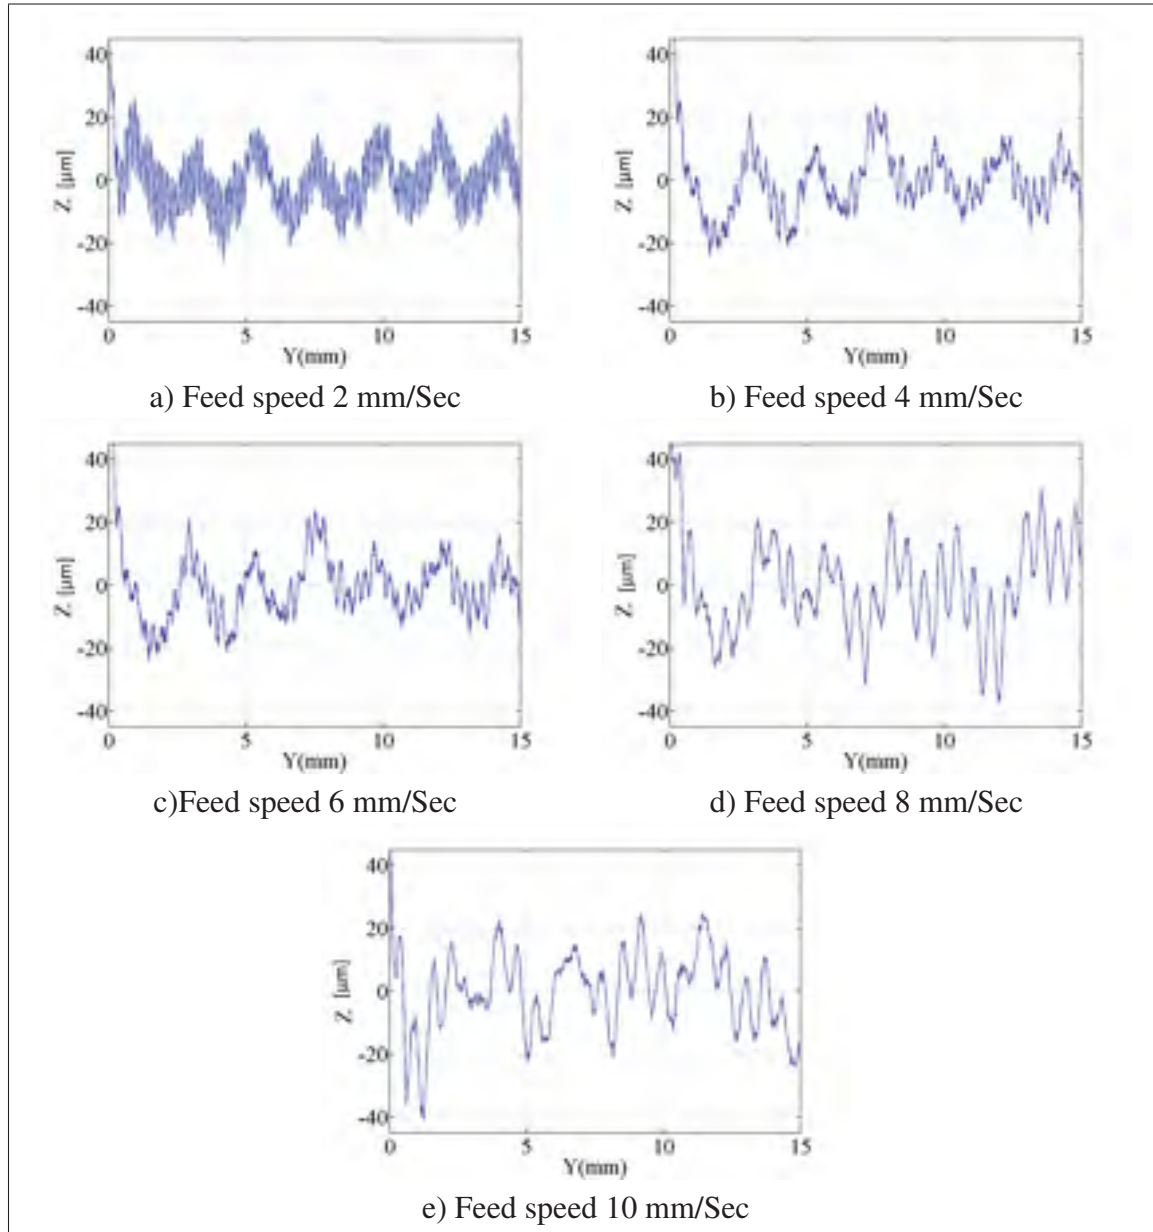 40
20
0
-20
-40
Z [μm]
0 5 10 15
Y(mm)
a) Feed speed 2 mm/Sec
40
20
0
-20
-40
Z [μm]
0 5 10 15
Y(mm)
b) Feed speed 4 mm/Sec
40
20
0
-20
-40
Z [μm]
0 5 10 15
Y(mm)
c)Feed speed 6 mm/Sec
40
20
0
-20
-40
Z [μm]
0 5 10 15
Y(mm)
d) Feed speed 8 mm/Sec
40
20
0
-20
-40
Z [μm]
0 5 10 15
Y(mm)
e) Feed speed 10 mm/Sec